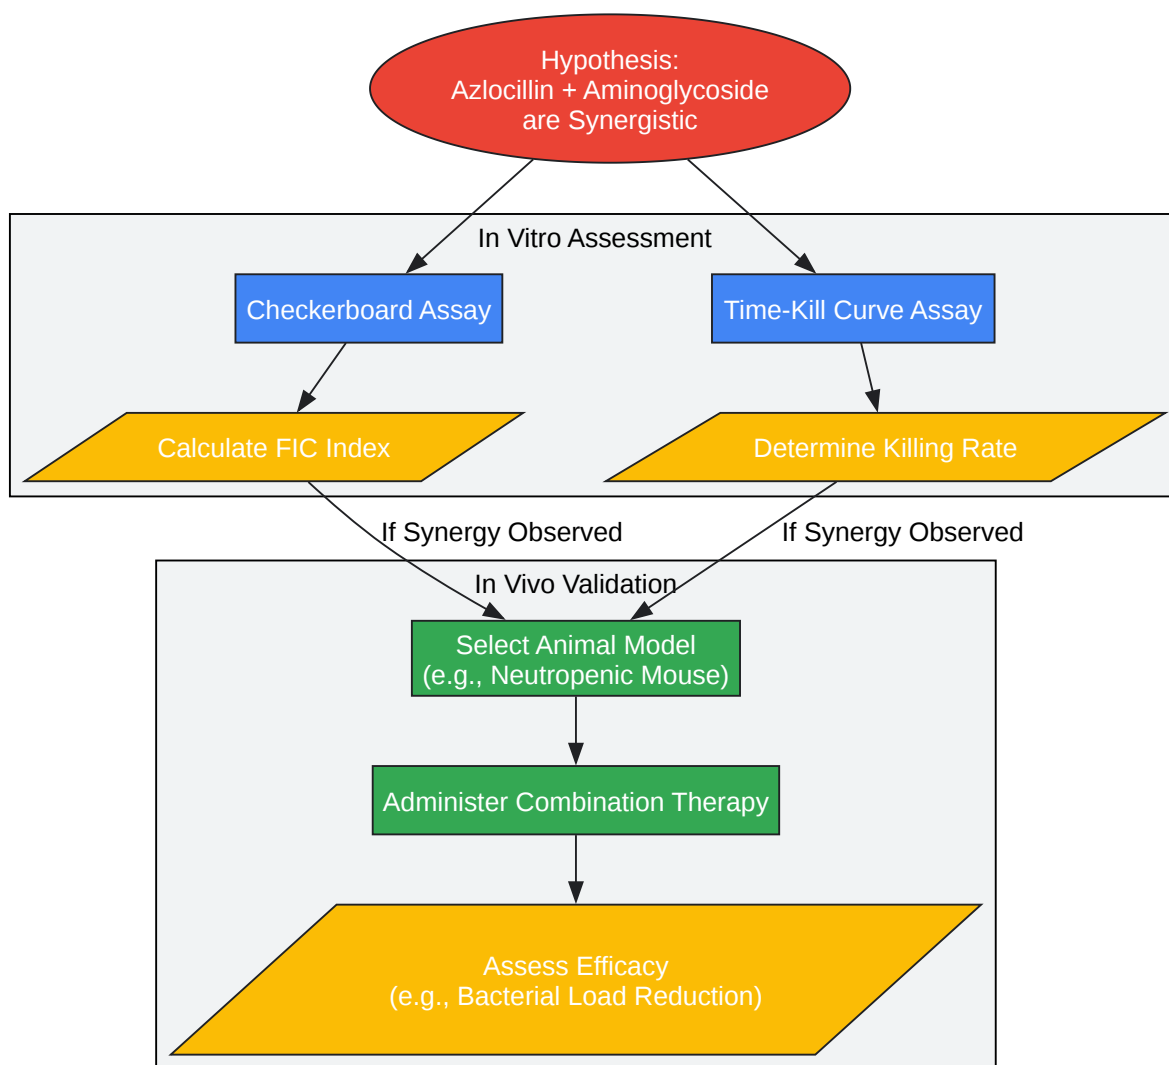 Hypothesis:
Azlocillin + Aminoglycoside
are Synergistic
In Vitro Assessment
Checkerboard Assay
Time-Kill Curve Assay
Calculate FIC Index
Determine Killing Rate
If Synergy Observed
If Synergy Observed
In Vivo Validation
Select Animal Model
(e.g., Neutropenic Mouse)
Administer Combination Therapy
Assess Efficacy
(e.g., Bacterial Load Reduction)